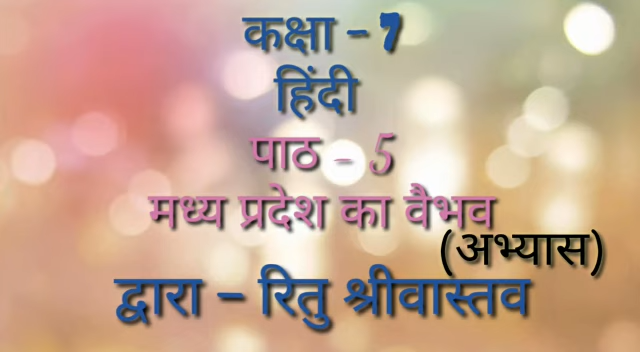 कक्षा - 7
हिंदी
पाठ - 5
मध्य प्रदेश का वैभव
(अभ्यास)
द्वारा - रितु श्रीवास्तव